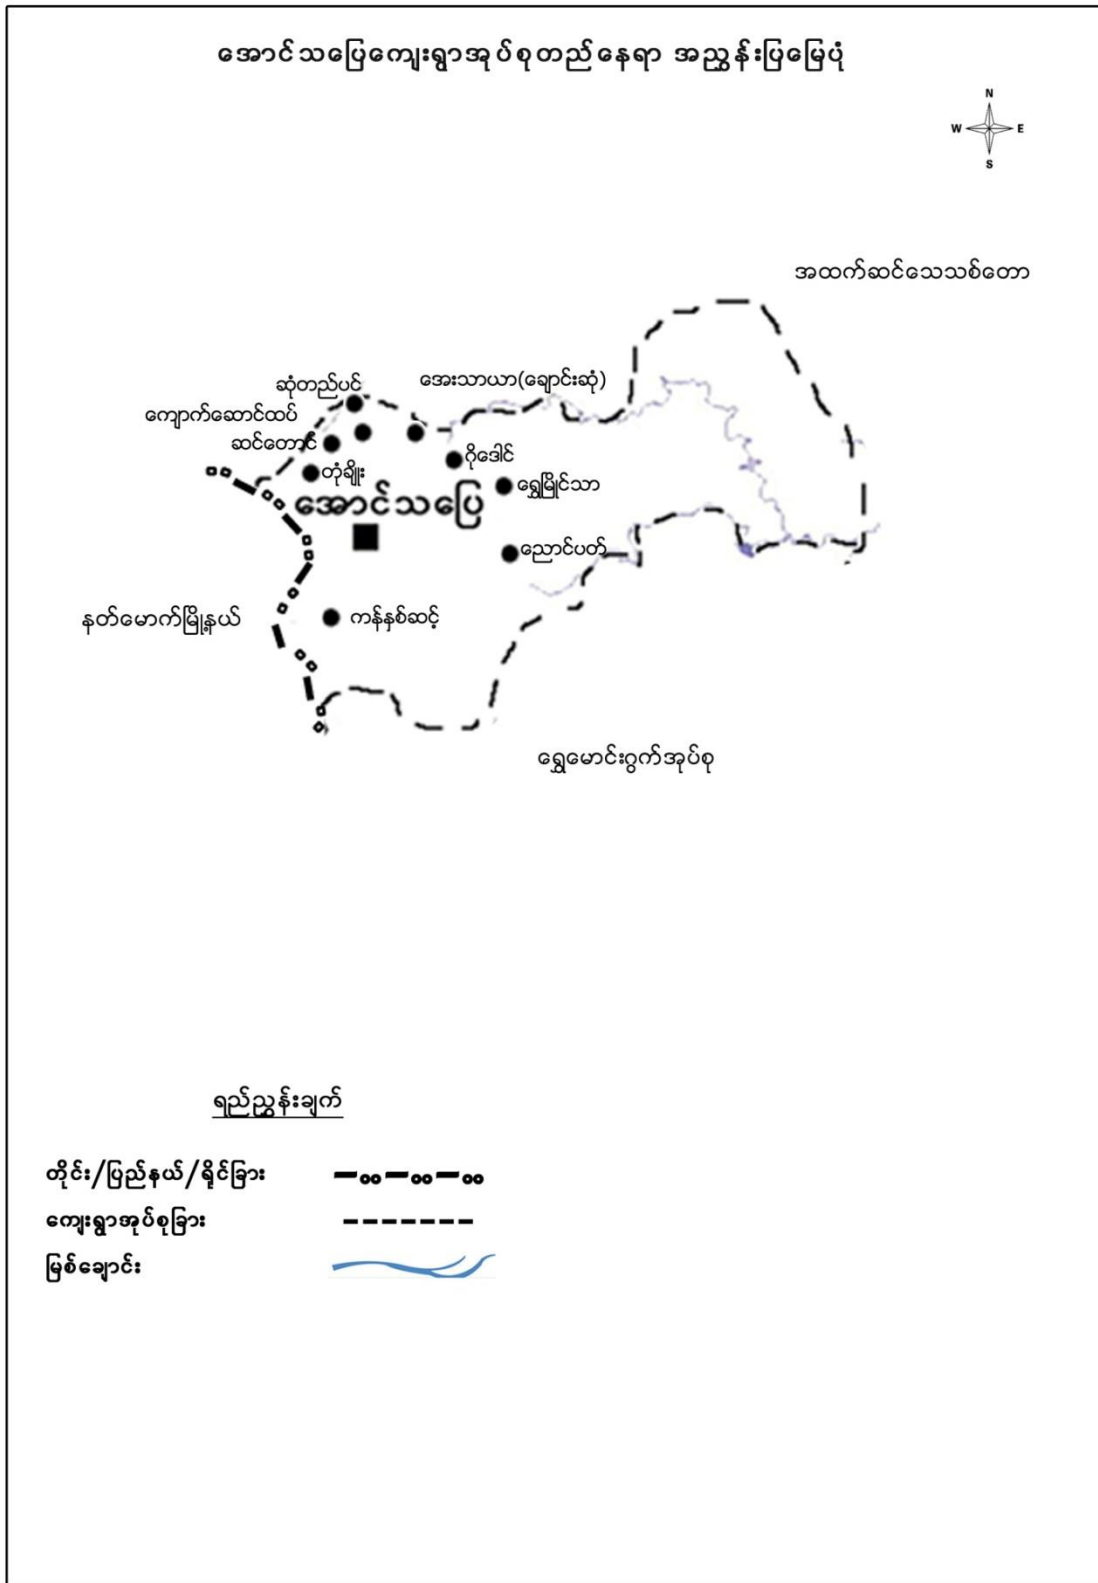 အောင်သပြေကျေးရွာအုပ်စုတည်နေရာ အညွှန်းပြမြေပုံ
N
W E
S
အထက်ဆင်သေသစ်တော
ဆုံတည်ပင်
အေးသာယာ(ချောင်းဆုံ)
ကျောက်ဆောင်ထပ်
ဆင်တောင်
ဂိုဒေါင်
တုံချိုး
ရွှေမြိုင်သာ
အောင်သပြေ
ညောင်ပတ်
နတ်မောက်မြို့နယ်
ကန်နှစ်ဆင့်
ရွှေမောင်းဂွက်အုပ်စု
ရည်ညွှန်းချက်
တိုင်း/ပြည်နယ်/ရိုင်ခြား
ကျေးရွာအုပ်စုခြား
မြစ်ချောင်း